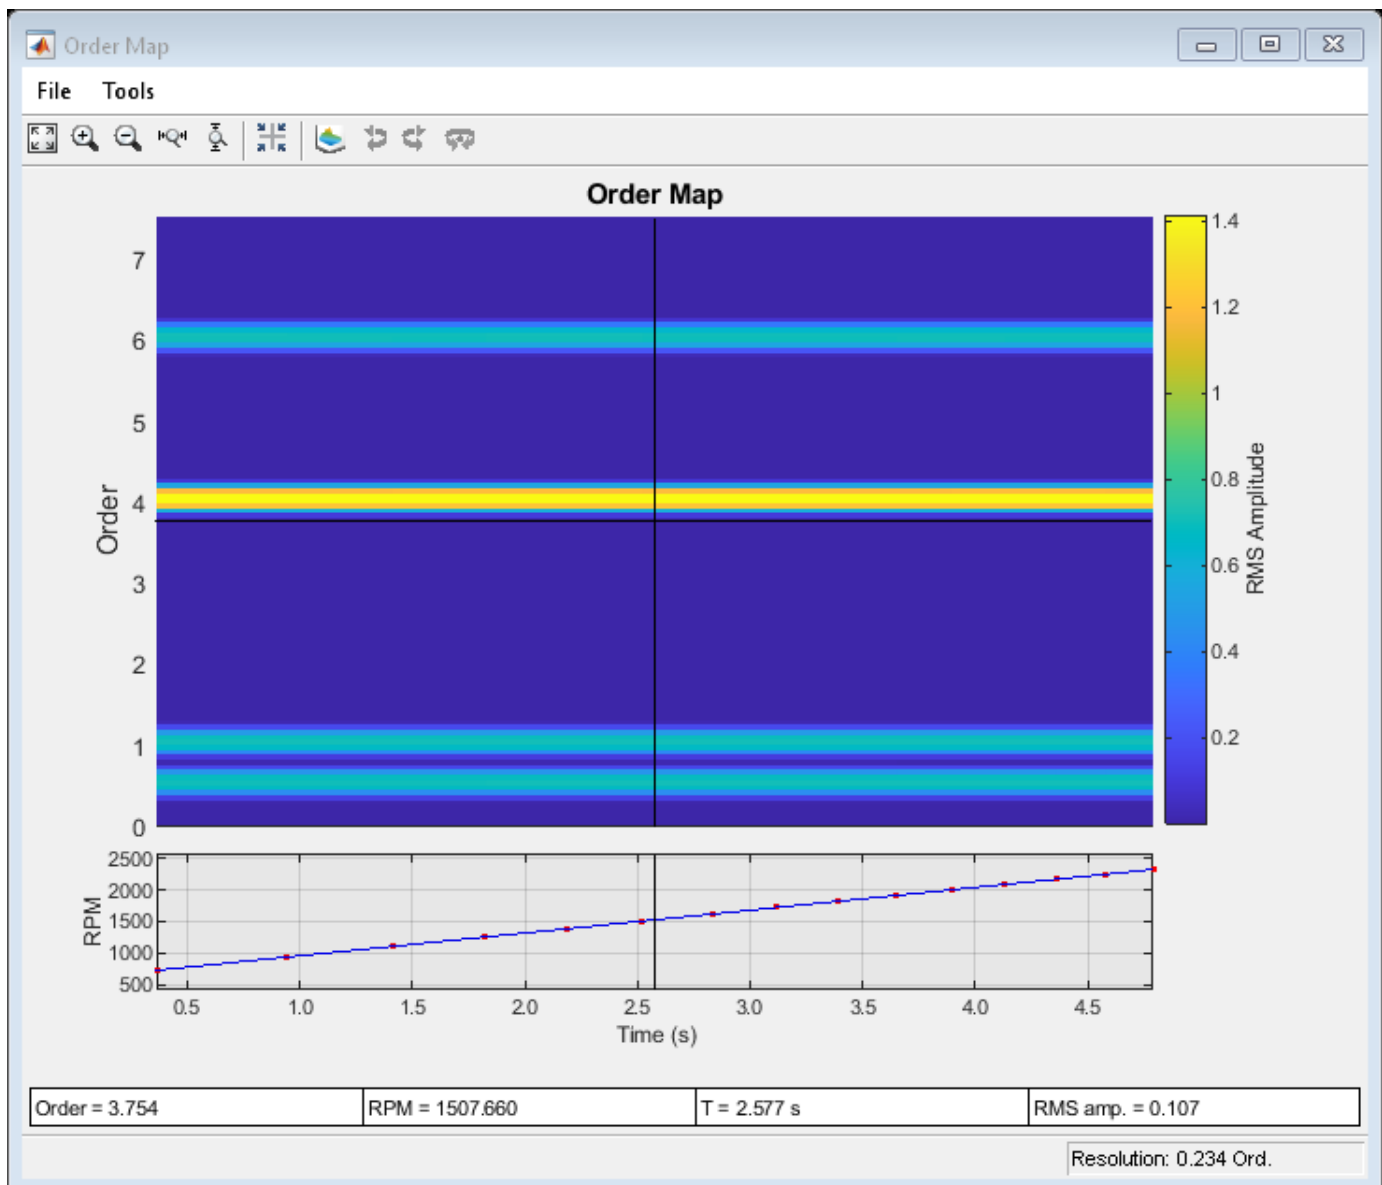 Order Map
File Tools
Order Map
7
6
5
4
3
2
1
0
Order
1.4
1.2
1
0.8
0.6
0.4
0.2
RMS Amplitude
2500
2000
1500
1000
500
RPM
0.5 1.0 1.5 2.0 2.5 3.0 3.5 4.0 4.5
Time (s)
Order = 3.754 RPM = 1507.660 T = 2.577 s RMS amp. = 0.107
Resolution: 0.234 Ord.